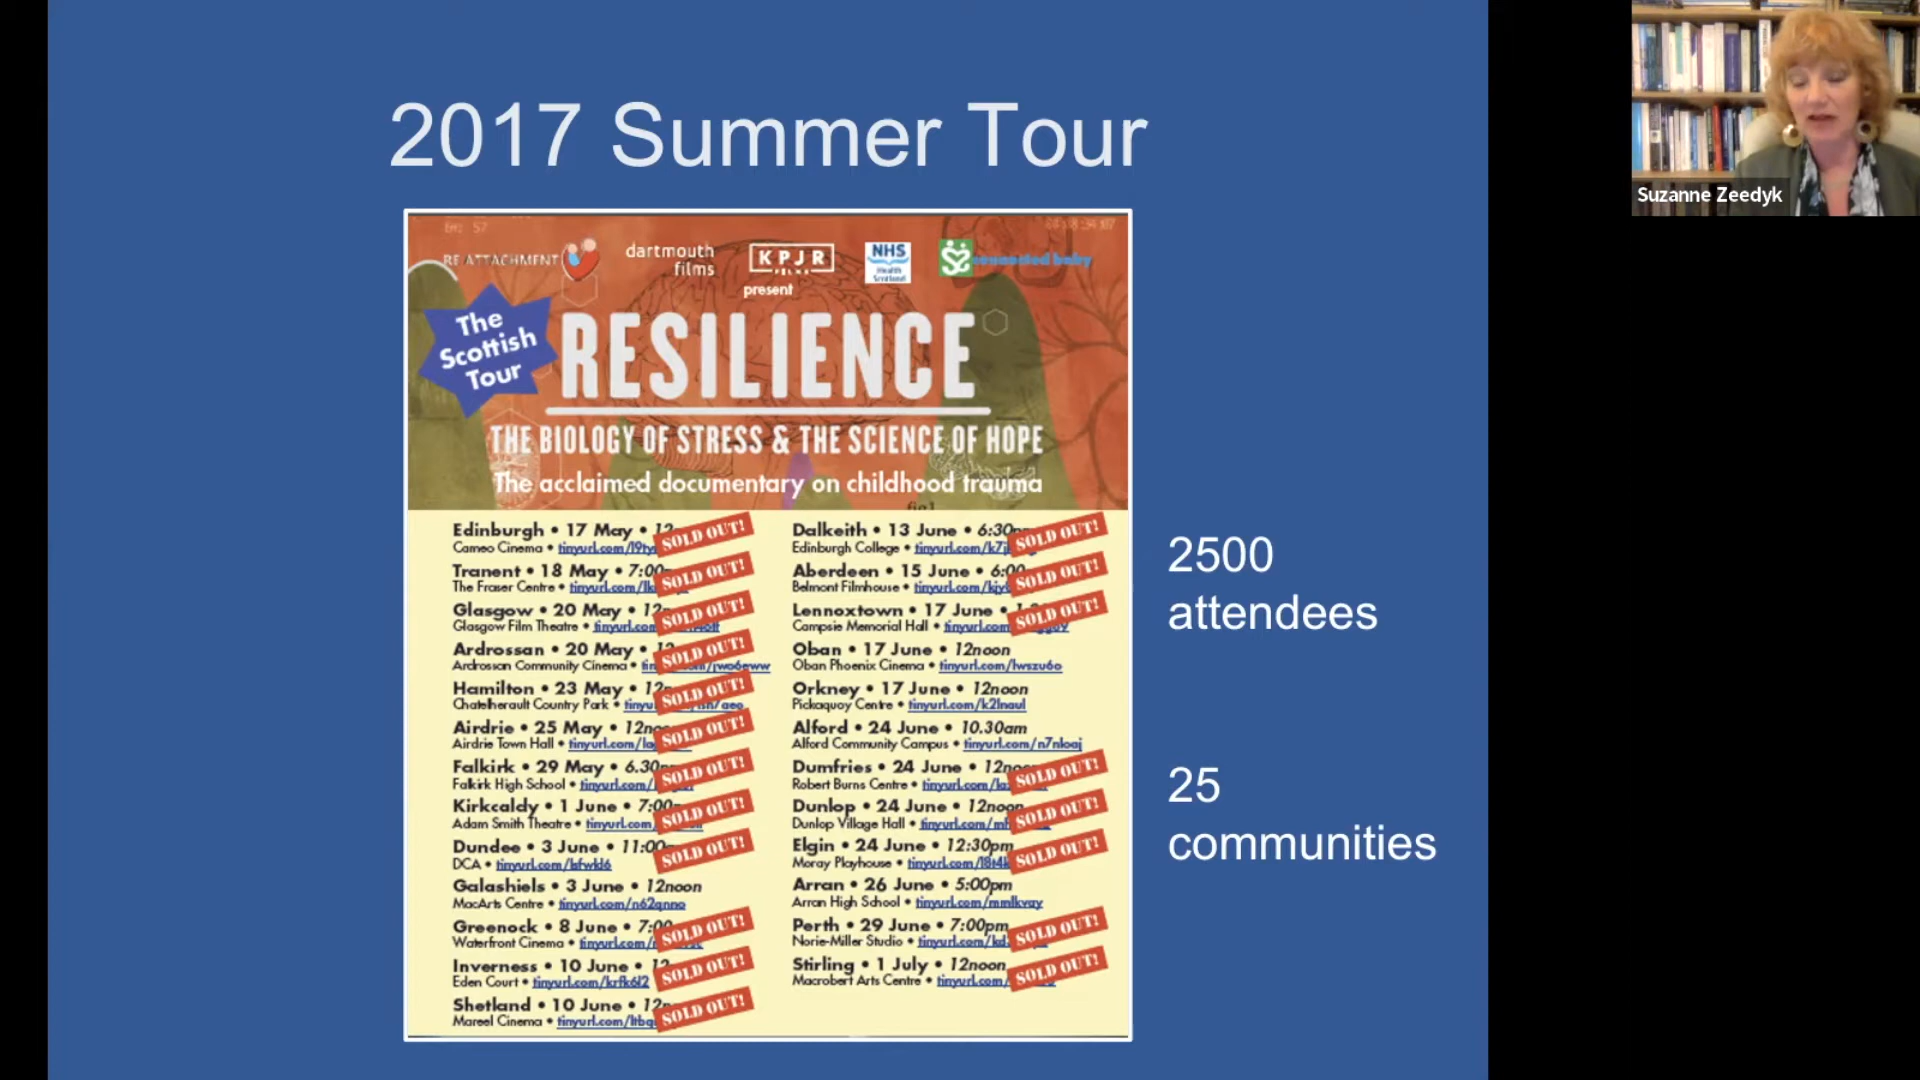 2017 Summer Tour
RE ATTACHMENT
dartmouth
films
KPJR
FILMS
NHS
Health
Scotland
connected baby
present
The
Scottish
Tour
RESILIENCE
THE BIOLOGY OF STRESS & THE SCIENCE OF HOPE
The acclaimed documentary on childhood trauma
fig1
Edinburgh • 17 May •
SOLD OUT!
Cameo Cinema •
Tranent • 18 May • 7:00
SOLD OUT!
The Fraser Centre •
Glasgow • 20 May •
SOLD OUT!
Glasgow Film Theatre •
Ardrossan • 20 May •
SOLD OUT!
Ardrossan Community Cinema •
Hamilton • 23 May •
SOLD OUT!
Chatelherault Country Park •
Airdrie • 25 May •
SOLD OUT!
Airdrie Town Hall •
Falkirk • 29 May • 6.30
SOLD OUT!
Falkirk High School •
Kirkcaldy • 1 June • 7:00
SOLD OUT!
Adam Smith Theatre •
Dundee • 3 June • 11:00
SOLD OUT!
DCA • tinyurl.com/lsfwkl6
Galashiels • 3 June • 12noon
MacArts Centre • tinyurl.com/n62qnno
Greenock • 8 June • 7:00
SOLD OUT!
Waterfront Cinema •
Inverness • 10 June •
SOLD OUT!
Eden Court • tinyurl.com/krfk6l2
Shetland • 10 June •
SOLD OUT!
Mareel Cinema •
Dalkeith • 13 June • 6:30
SOLD OUT!
Edinburgh College •
Aberdeen • 15 June • 6:00
SOLD OUT!
Belmont Filmhouse •
Lennoxtown • 17 June •
SOLD OUT!
Campsie Memorial Hall •
Oban • 17 June • 12noon
Oban Phoenix Cinema • tinyurl.com/lwszu6o
Orkney • 17 June • 12noon
Pickaquoy Centre • tinyurl.com/k2lnaul
Alford • 24 June • 10.30am
Alford Community Campus • tinyurl.com/n7nloaj
Dumfries • 24 June •
SOLD OUT!
Robert Burns Centre •
Dunlop • 24 June • 12noon
SOLD OUT!
Dunlop Village Hall •
Elgin • 24 June • 12:30pm
SOLD OUT!
Moray Playhouse •
Arran • 26 June • 5:00pm
Arran High School • tinyurl.com/mmlkvay
Perth • 29 June • 7:00pm
SOLD OUT!
Norie-Miller Studio •
Stirling • 1 July • 12noon
SOLD OUT!
Macrobert Arts Centre •
2500
attendees
25
communities
Suzanne Zeedyk